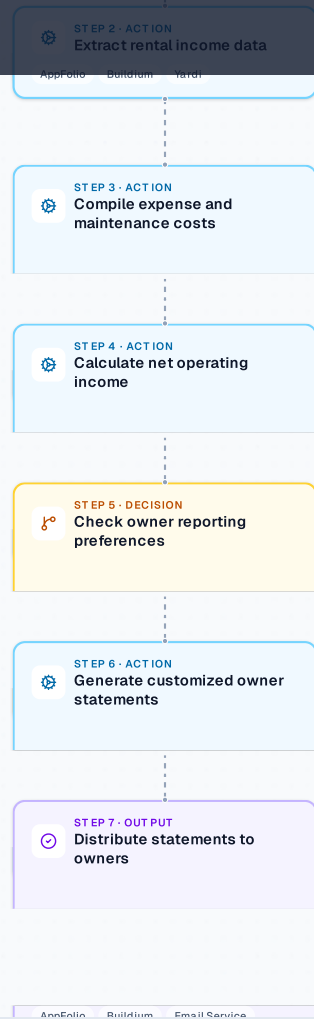 STEP 2 · ACTION
Extract rental income data
AppFolio Buildium Yardi
STEP 3 · ACTION
Compile expense and
maintenance costs
STEP 4 · ACTION
Calculate net operating
income
STEP 5 · DECISION
Check owner reporting
preferences
STEP 6 · ACTION
Generate customized owner
statements
STEP 7 · OUTPUT
Distribute statements to
owners
AppFolio Buildium Email Service